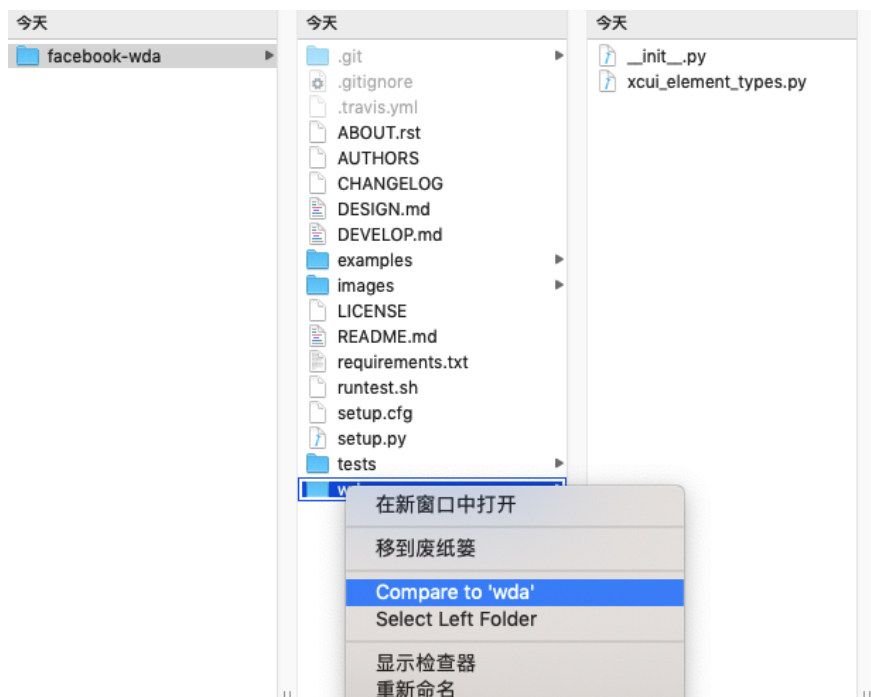 今天
facebook-wda
今天
.git
.gitignore
.travis.yml
ABOUT.rst
AUTHORS
CHANGELOG
DESIGN.md
DEVELOP.md
examples
images
LICENSE
README.md
requirements.txt
runtest.sh
setup.cfg
setup.py
tests
今天
__init__.py
xcui_element_types.py
在新窗口中打开
移到废纸篓
Compare to 'wda'
Select Left Folder
显示检查器
重新命名